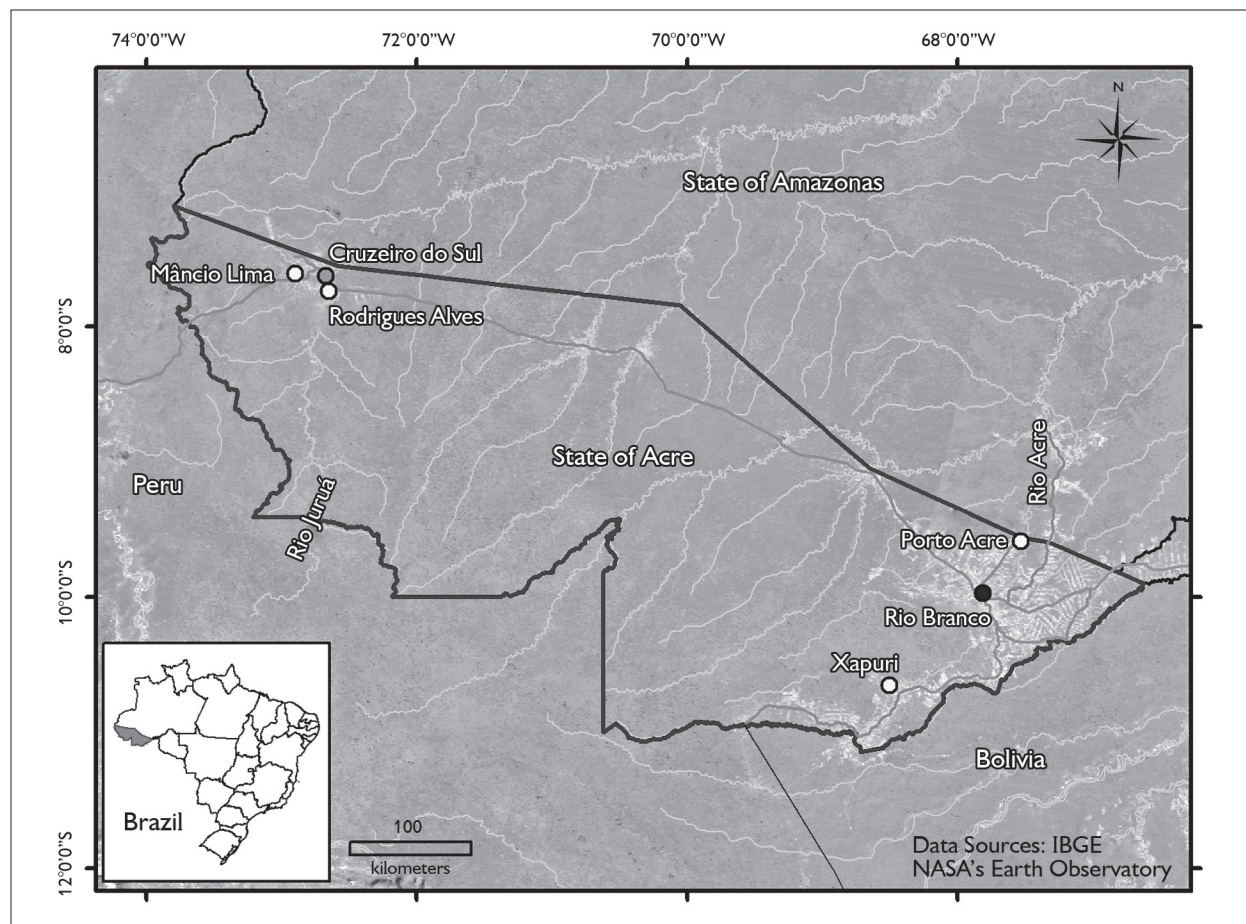 74°0'0"W
72°0'0"W
70°0'0"W
68°0'0"W
N
State of Amazonas
Cruzeiro do Sul
Mâncio Lima
Rodrigues Alves
8°0'0"S
State of Acre
Rio Acre
Peru
Rio Juruá
Porto Acre
10°0'0"S
Rio Branco
Xapuri
Bolivia
Brazil
100
kilometers
Data Sources: IBGE
NASA's Earth Observatory
12°0'0"S